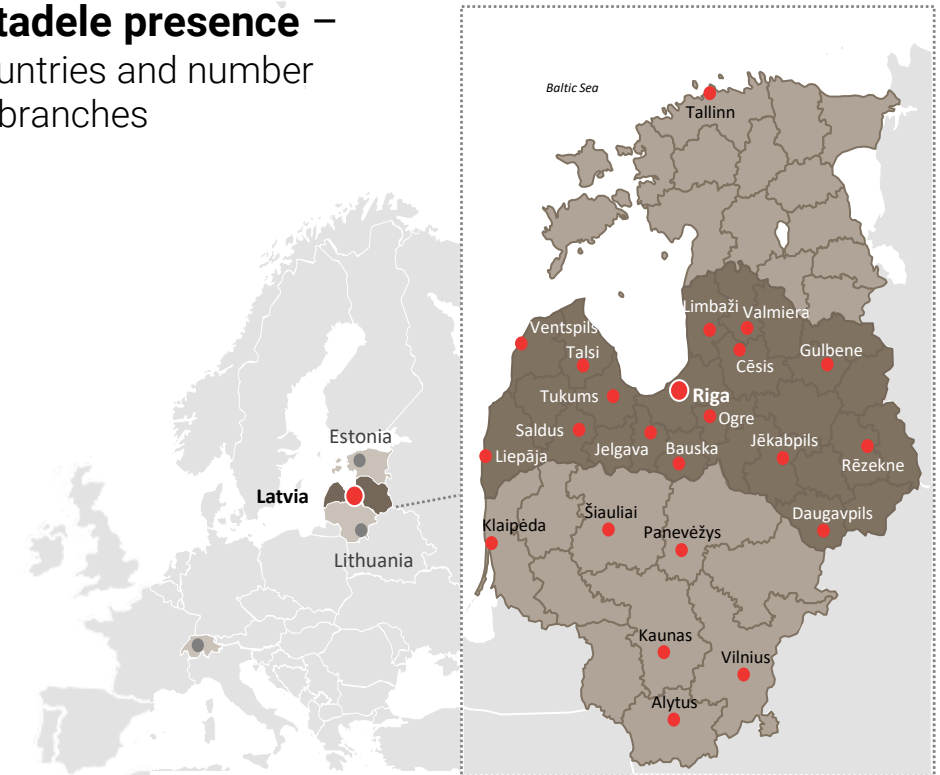 tadele presence –
untries and number
branches
Baltic Sea
Tallinn
Limbaži
Valmiera
Ventspils
Talsi
Cēsis
Gulbene
Tukums
Riga
Ogre
Saldus
Jelgava
Bauska
Jēkabpils
Liepāja
Rēzekne
Daugavpils
Klaipėda
Šiauliai
Panevėžys
Kaunas
Vilnius
Alytus
Estonia
Latvia
Lithuania